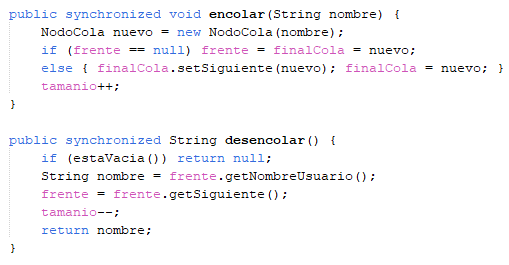 public synchronized void encolar(String nombre) {
    NodoCola nuevo = new NodoCola(nombre);
    if (frente == null) frente = finalCola = nuevo;
    else { finalCola.setSiguiente(nuevo); finalCola = nuevo; }
    tamanio++;
}

public synchronized String desencolar() {
    if (estaVacia()) return null;
    String nombre = frente.getNombreUsuario();
    frente = frente.getSiguiente();
    tamanio--;
    return nombre;
}